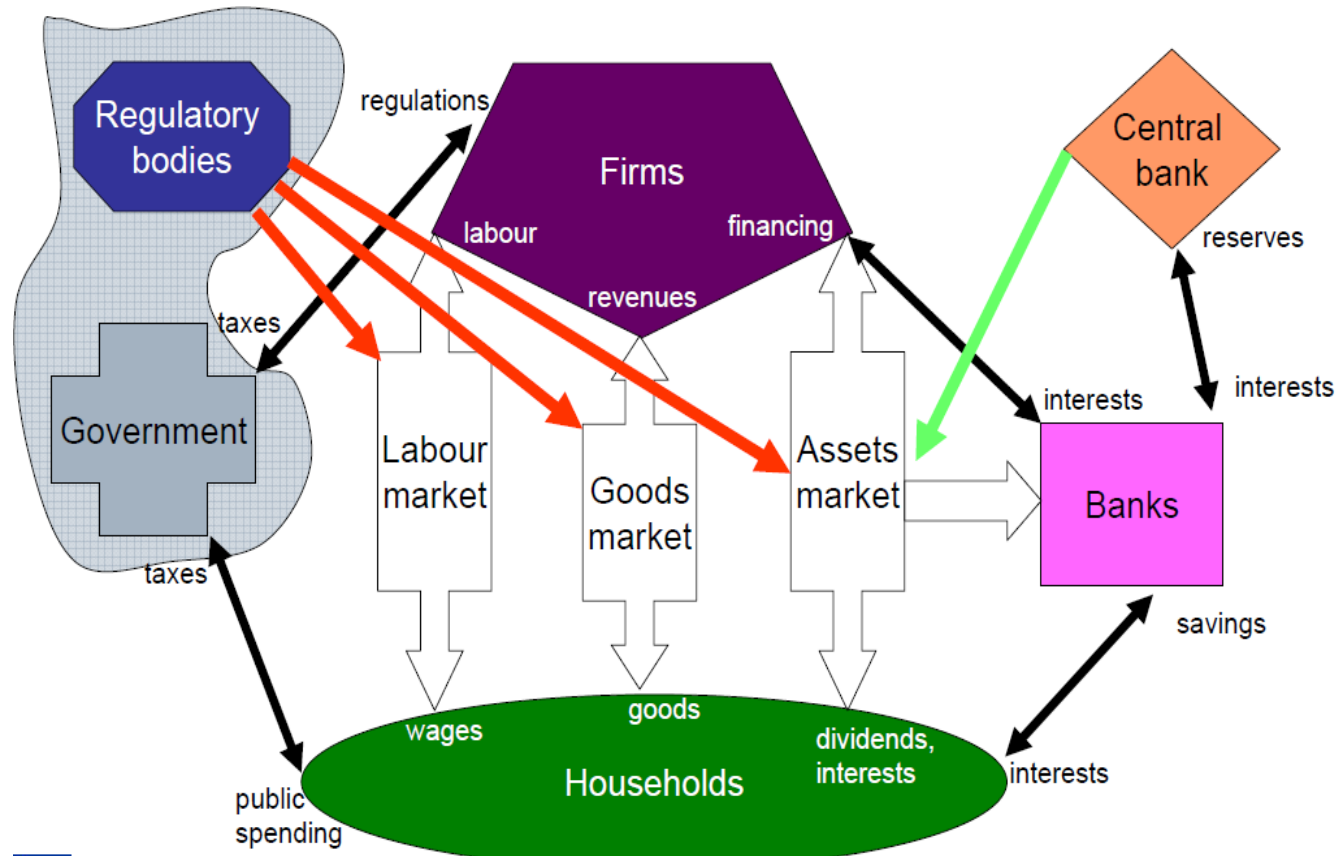 Regulatory
bodies
regulations
Firms
Central
bank
labour
financing
reserves
revenues
taxes
interests
interests
Government
Labour
market
Goods
market
Assets
market
Banks
taxes
savings
wages
goods
dividends,
interests
interests
Households
public
spending